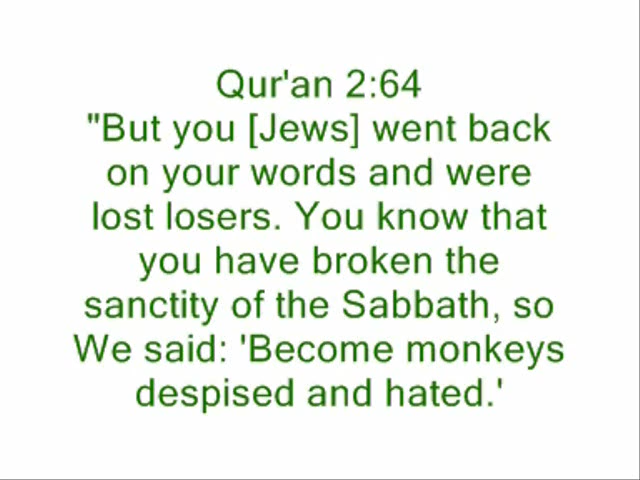 Qur'an 2:64
"But you [Jews] went back
on your words and were
lost losers. You know that
you have broken the
sanctity of the Sabbath, so
We said: 'Become monkeys
despised and hated.'